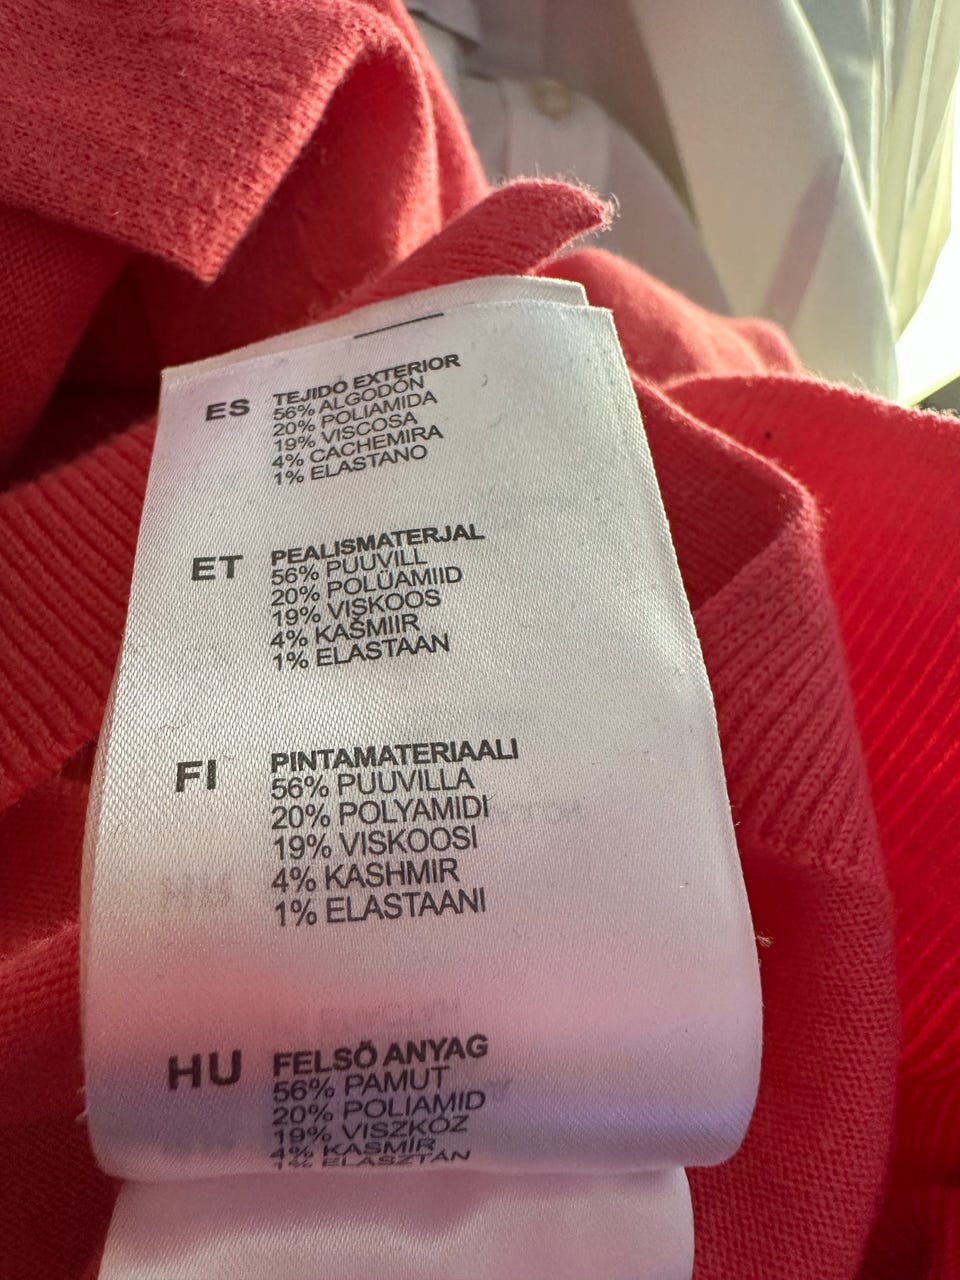 ES TEJIDO EXTERIOR
56% ALGODÓN
20% POLIAMIDA
19% VISCOSA
4% CACHEMIRA
1% ELASTANO
ET PEALISMATERJAL
56% PUUVILL
20% POLÜAMIID
19% VISKOOS
4% KAŠMIIR
1% ELASTAAN
FI PINTAMATERIAALI
56% PUUVILLA
20% POLYAMIDI
19% VISKOOSI
4% KASHMIR
1% ELASTAANI
HU FELSŐ ANYAG
56% PAMUT
20% POLIAMID
19% VISZKÓZ
4% KASMÍR
1% ELASZTÁN